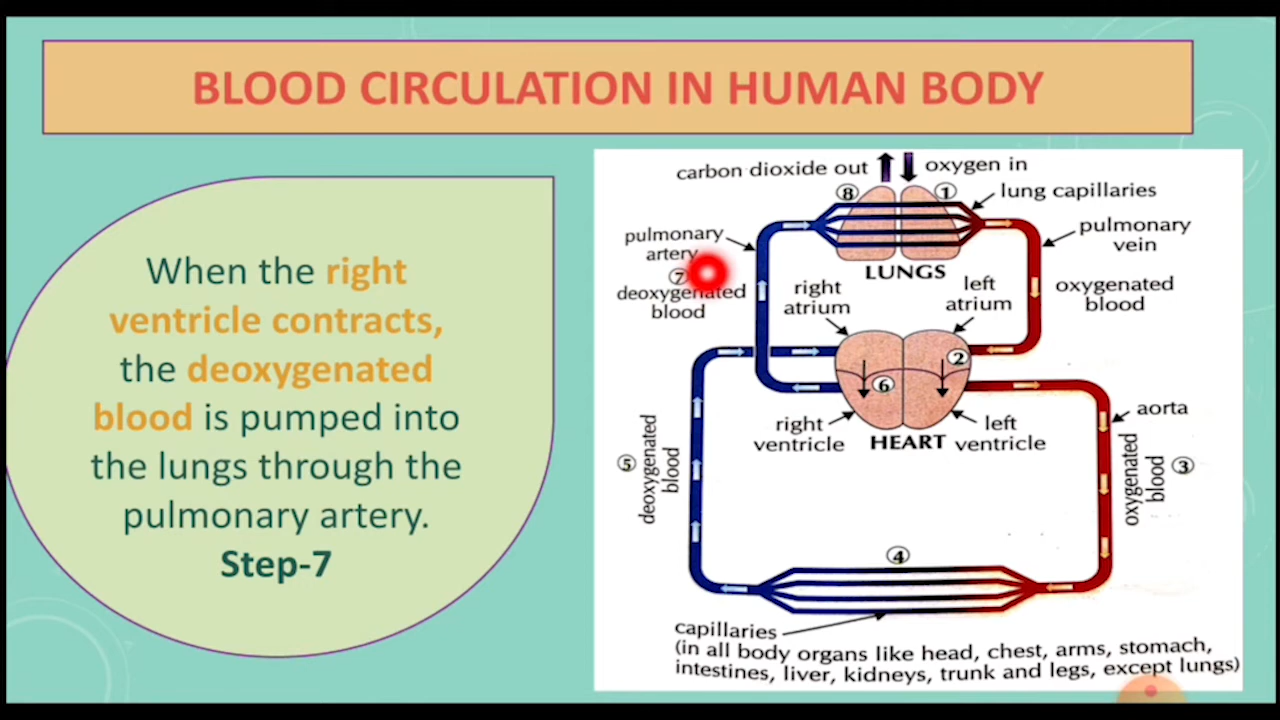 BLOOD CIRCULATION IN HUMAN BODY
When the right
ventricle contracts,
the deoxygenated
blood is pumped into
the lungs through the
pulmonary artery.
Step-7
carbon dioxide out
oxygen in
⑧
①
lung capillaries
pulmonary
artery
⑦
deoxygenated
blood
pulmonary
vein
LUNGS
right
atrium
left
atrium
oxygenated
blood
②
⑥
right
ventricle
HEART
left
ventricle
aorta
⑤
deoxygenated
blood
oxygenated
blood
③
④
capillaries
(in all body organs like head, chest, arms, stomach,
intestines, liver, kidneys, trunk and legs, except lungs)